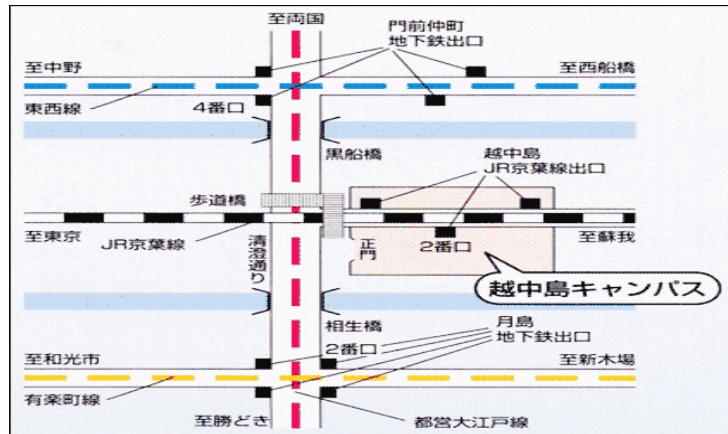 至両国
門前仲町
地下鉄出口
至中野
至西船橋
東西線
4番口
黒船橋
越中島
JR京葉線出口
歩道橋
至東京
JR京葉線
清澄通り
正門
2番口
至蘇我
越中島キャンパス
相生橋
月島
地下鉄出口
2番口
至和光市
至新木場
有楽町線
至勝どき
都営大江戸線